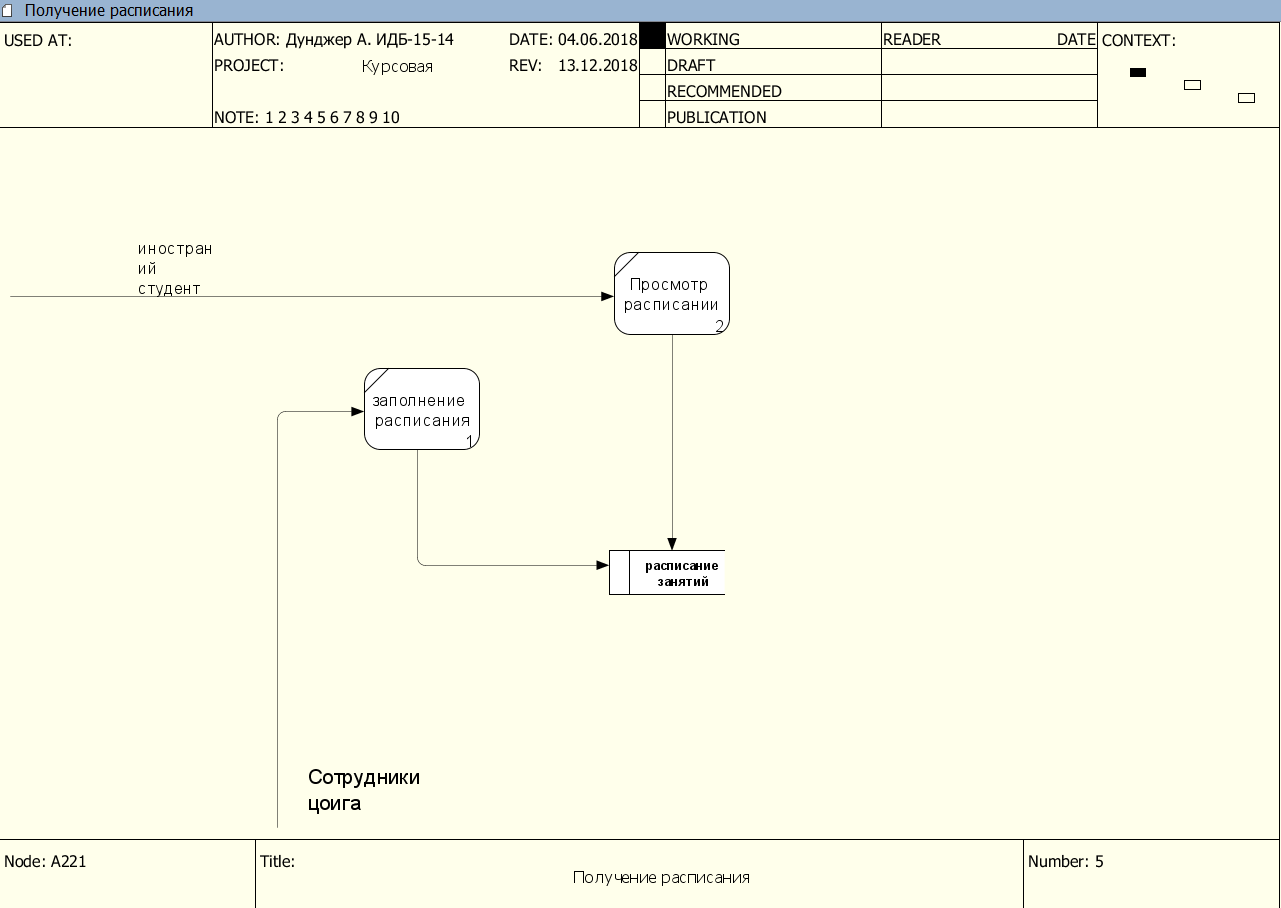 Получение расписания
USED AT:
AUTHOR: Дунджер А. ИДБ-15-14
DATE: 04.06.2018
PROJECT: Курсовая
REV: 13.12.2018
NOTE: 1 2 3 4 5 6 7 8 9 10
WORKING
DRAFT
RECOMMENDED
PUBLICATION
READER
DATE
CONTEXT:
иностран
ий
студент
Просмотр
расписании
2
заполнение
расписания
1
расписание
занятий
Сотрудники
цоига
Node: A221
Title:
Получение расписания
Number: 5